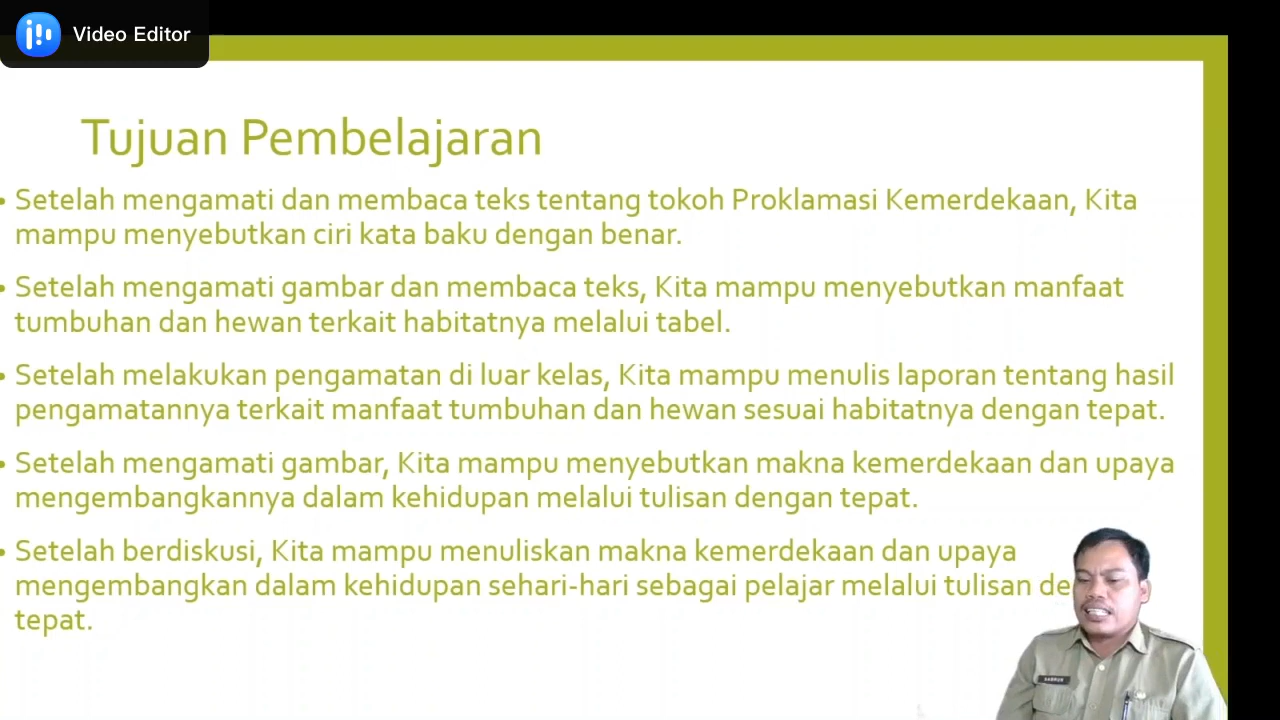 Video Editor
Tujuan Pembelajaran
• Setelah mengamati dan membaca teks tentang tokoh Proklamasi Kemerdekaan, Kita
mampu menyebutkan ciri kata baku dengan benar.
• Setelah mengamati gambar dan membaca teks, Kita mampu menyebutkan manfaat
tumbuhan dan hewan terkait habitatnya melalui tabel.
• Setelah melakukan pengamatan di luar kelas, Kita mampu menulis laporan tentang hasil
pengamatannya terkait manfaat tumbuhan dan hewan sesuai habitatnya dengan tepat.
• Setelah mengamati gambar, Kita mampu menyebutkan makna kemerdekaan dan upaya
mengembangkannya dalam kehidupan melalui tulisan dengan tepat.
• Setelah berdiskusi, Kita mampu menuliskan makna kemerdekaan dan upaya
mengembangkan dalam kehidupan sehari-hari sebagai pelajar melalui tulisan de
tepat.